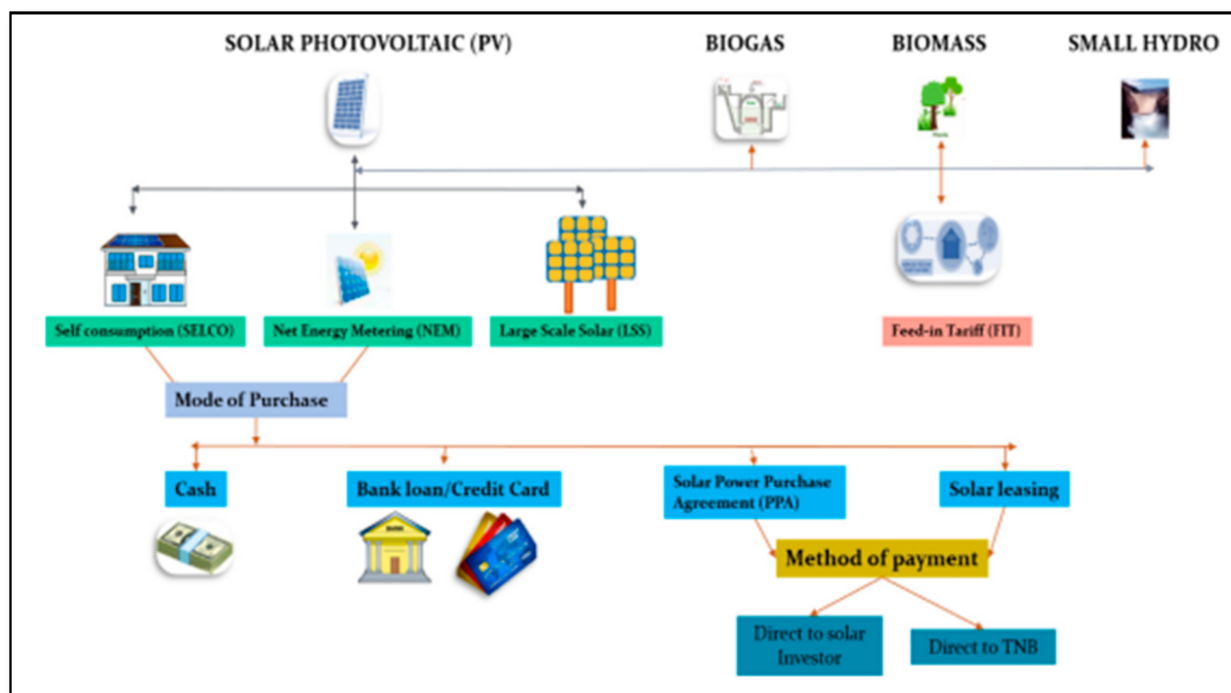 SOLAR PHOTOVOLTAIC (PV)
BIOGAS
BIOMASS
SMALL HYDRO
Self consumption (SELCO)
Net Energy Metering (NEM)
Large Scale Solar (LSS)
Feed-in Tariff (FIT)
Mode of Purchase
Cash
Bank loan/Credit Card
Solar Power Purchase
Agreement (PPA)
Solar leasing
BANK
Method of payment
Direct to solar
Investor
Direct to TNB